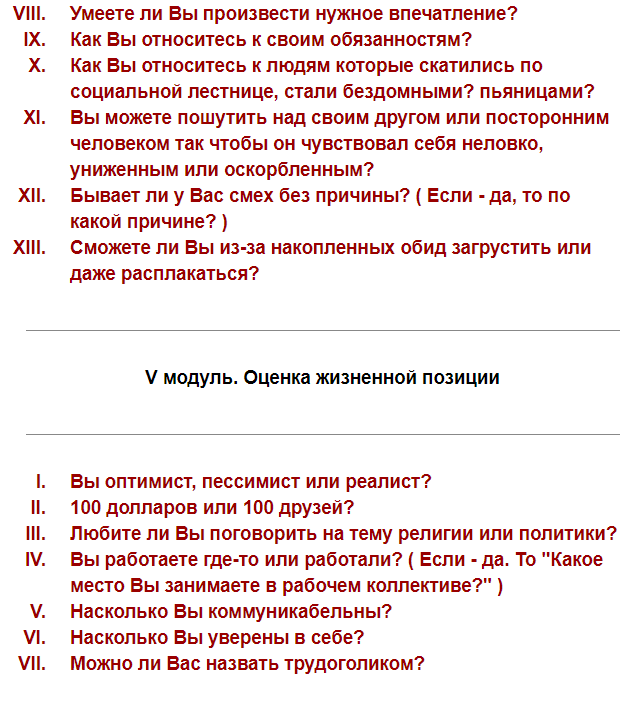 VIII. Умеете ли Вы произвести нужное впечатление?
IX. Как Вы относитесь к своим обязанностям?
X. Как Вы относитесь к людям которые скатились по
социальной лестнице, стали бездомными? пьяницами?
XI. Вы можете пошутить над своим другом или посторонним
человеком так чтобы он чувствовал себя неловко,
униженным или оскорбленным?
XII. Бывает ли у Вас смех без причины? ( Если - да, то по
какой причине? )
XIII. Сможете ли Вы из-за накопленных обид загрустить или
даже расплакаться?
V модуль. Оценка жизненной позиции
I. Вы оптимист, пессимист или реалист?
II. 100 долларов или 100 друзей?
III. Любите ли Вы поговорить на тему религии или политики?
IV. Вы работаете где-то или работали? ( Если - да. То "Какое
место Вы занимаете в рабочем коллективе?" )
V. Насколько Вы коммуникабельны?
VI. Насколько Вы уверены в себе?
VII. Можно ли Вас назвать трудоголиком?